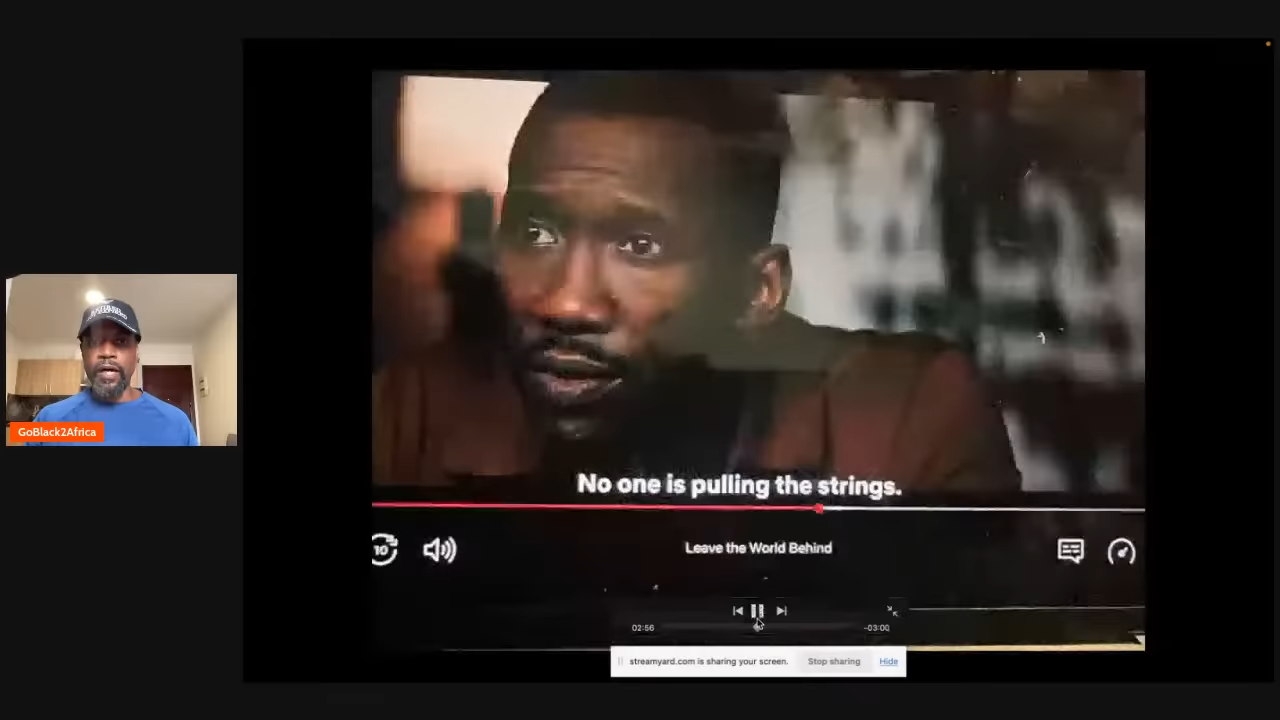 GoBlack2Africa
No one is pulling the strings.
10
Leave the World Behind
02:56
-03:00
streamyard.com is sharing your screen.
Stop sharing
Hide